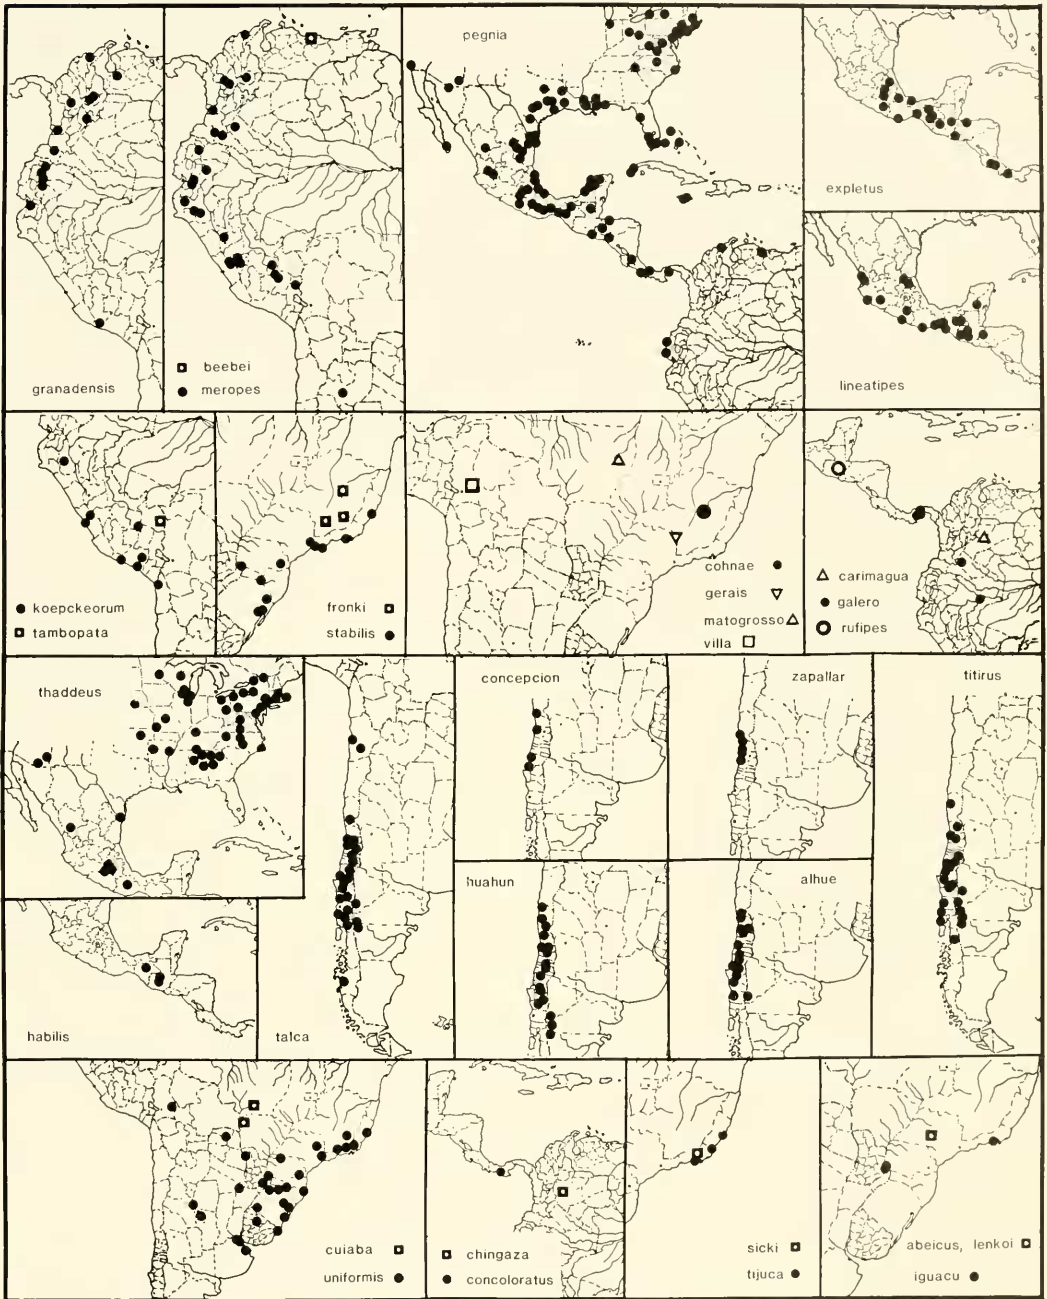 granadensis
beebei
meropes
pegnia
expletus
lineatipes
koepckeorum
tambopata
fronki
stabilis
cohnae
gerais
matogrosso
villa
carimagua
galero
rufipes
thaddeus
habilis
talca
concepcion
zapallar
titirus
huahun
alhue
cuiaba
uniformis
chingaza
concoloratus
sicki
tijuca
abeicus, lenkoi
iguacu